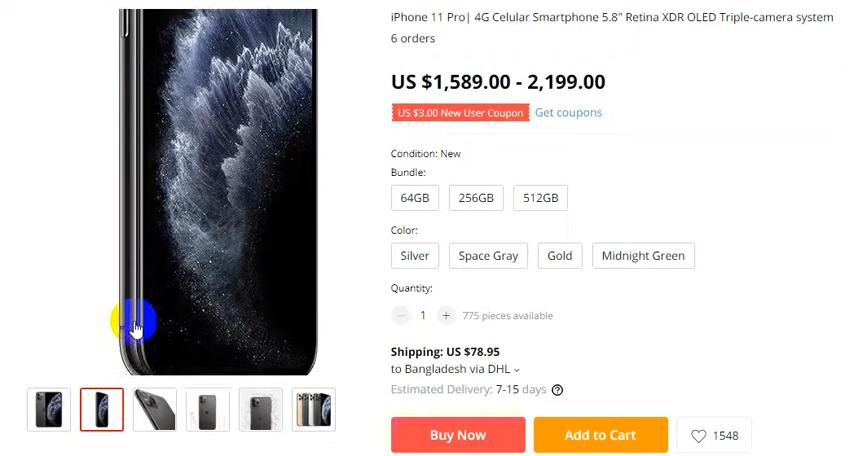 iPhone 11 Pro| 4G Celular Smartphone 5.8" Retina XDR OLED Triple-camera system
6 orders
US $1,589.00 - 2,199.00
US $3.00 New User Coupon Get coupons
Condition: New
Bundle:
64GB 256GB 512GB
Color:
Silver Space Gray Gold Midnight Green
Quantity:
1 775 pieces available
Shipping: US $78.95
to Bangladesh via DHL
Estimated Delivery: 7-15 days ?
Buy Now Add to Cart 1548